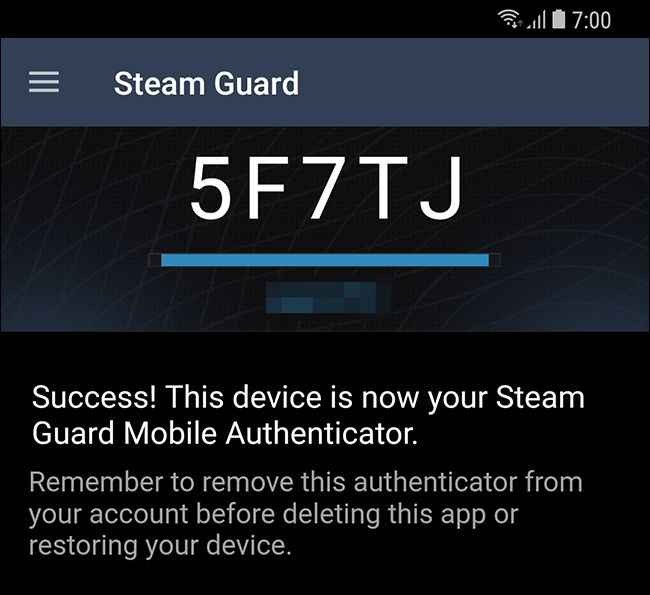 7:00
Steam Guard
5F7TJ
Success! This device is now your Steam
Guard Mobile Authenticator.
Remember to remove this authenticator from
your account before deleting this app or
restoring your device.